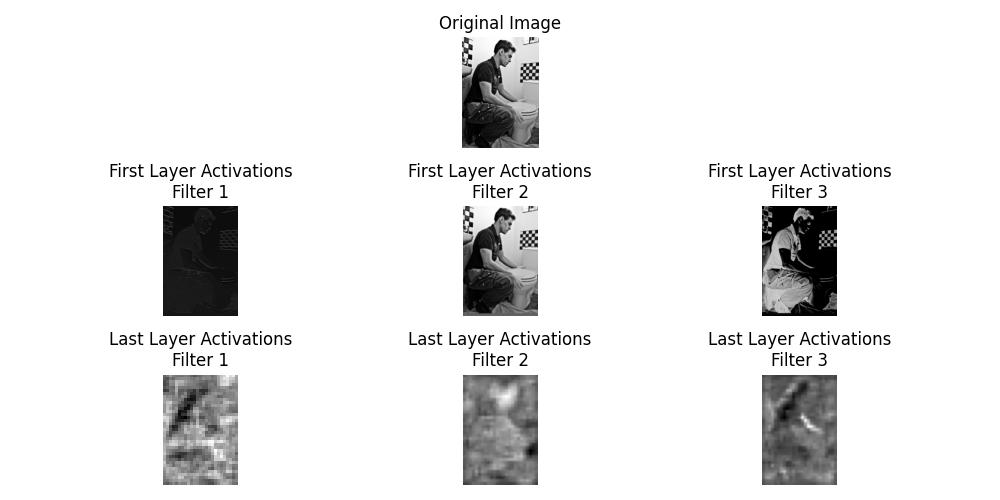 Original Image
First Layer Activations
Filter 1
First Layer Activations
Filter 2
First Layer Activations
Filter 3
Last Layer Activations
Filter 1
Last Layer Activations
Filter 2
Last Layer Activations
Filter 3